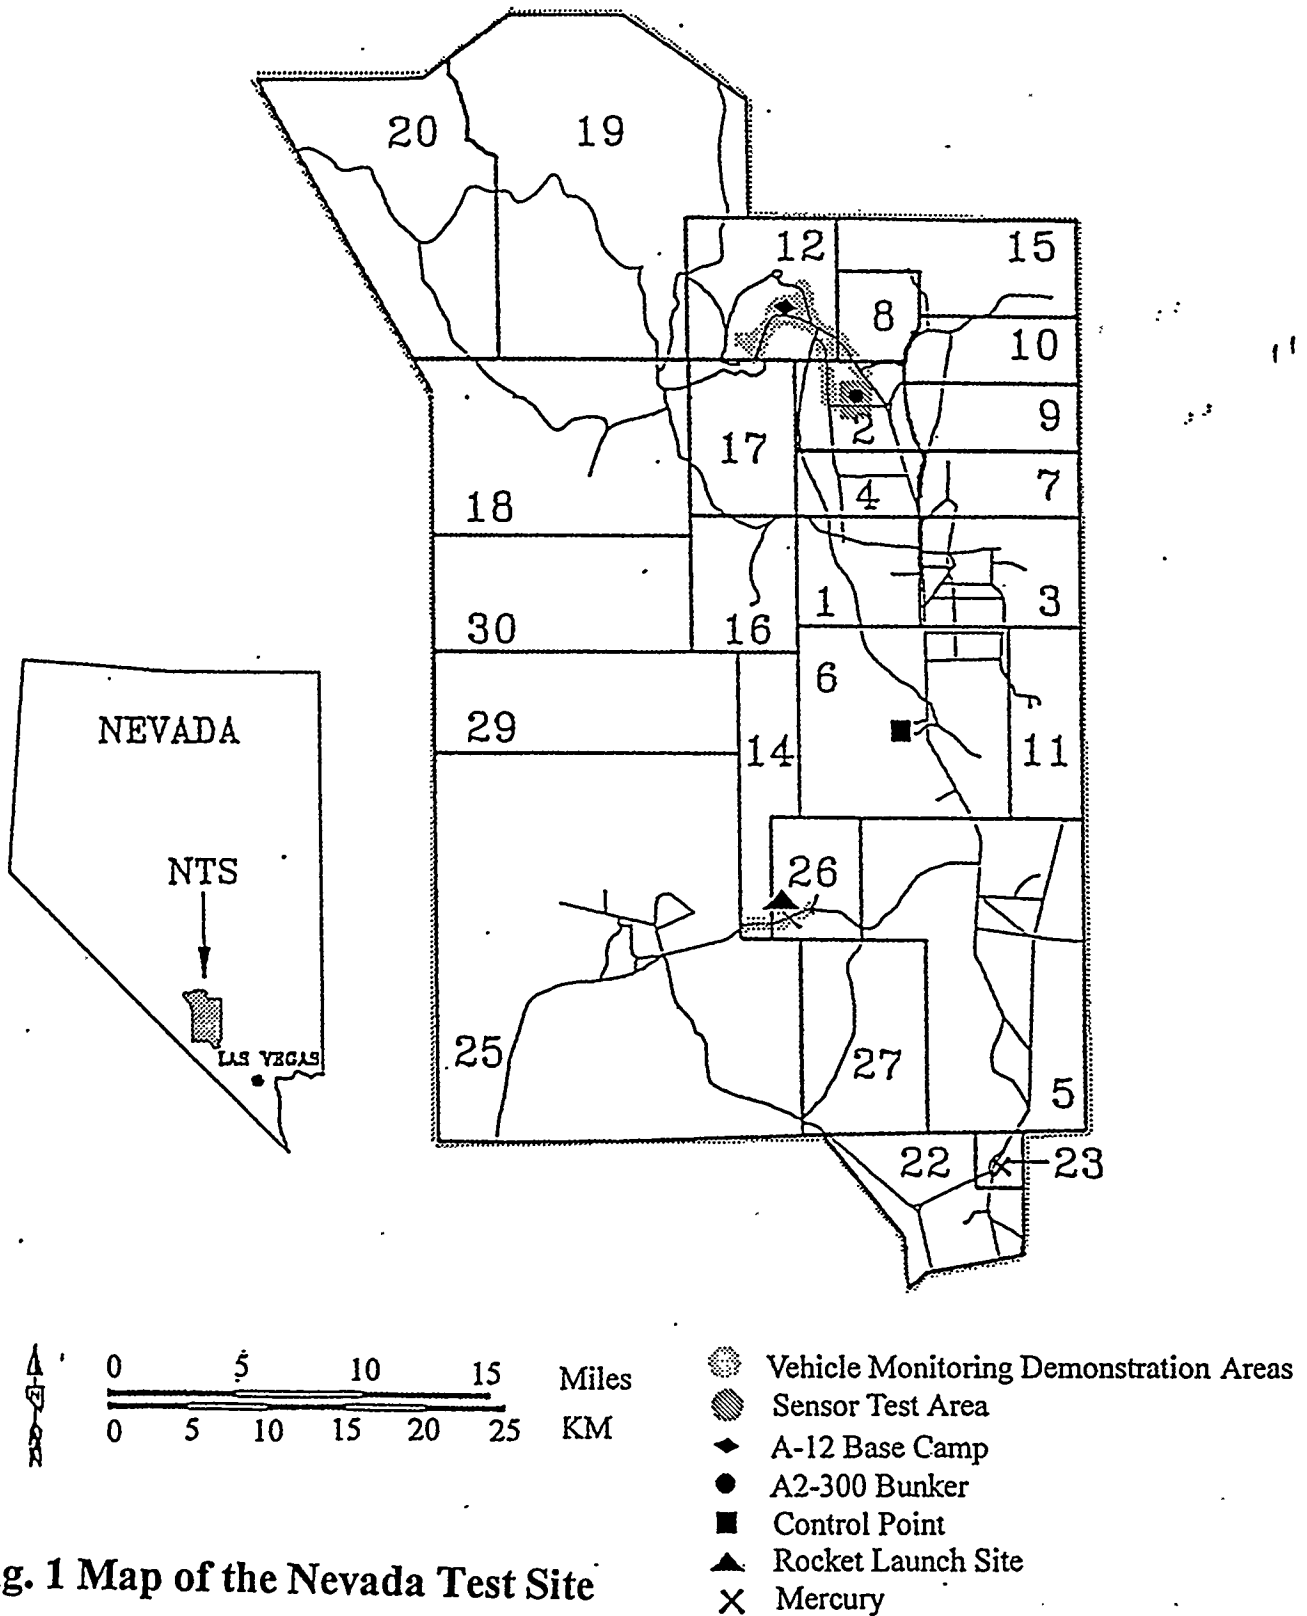 20
19
12
15
8
10
9
2
17
7
4
18
1
3
16
30
6
NEVADA
29
14
11
NTS
26
25
LAS VEGAS
27
5
22
23
0 5 10 15 Miles
0 5 10 15 20 25 KM
N
Vehicle Monitoring Demonstration Areas
Sensor Test Area
A-12 Base Camp
A2-300 Bunker
Control Point
Rocket Launch Site
Mercury
g. 1 Map of the Nevada Test Site